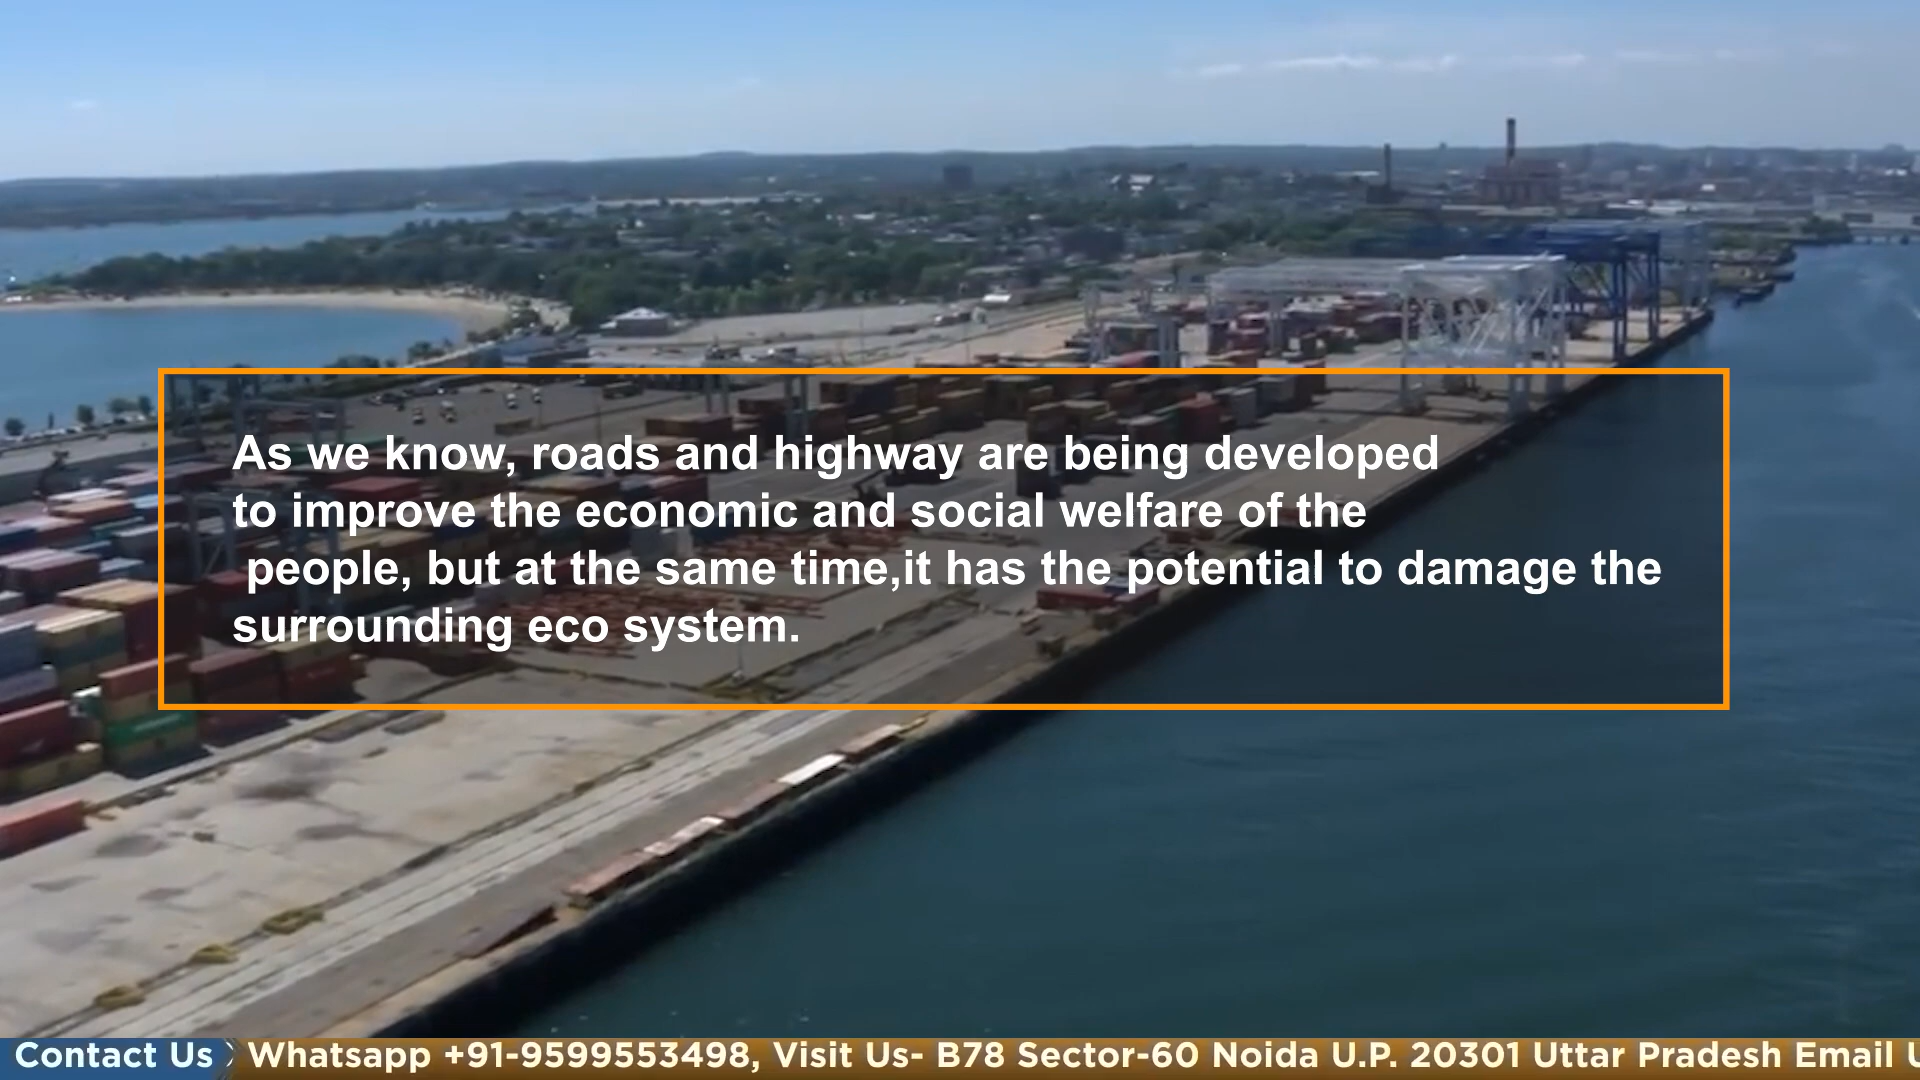 As we know, roads and highway are being developed
to improve the economic and social welfare of the
people, but at the same time,it has the potential to damage the
surrounding eco system.
Contact Us Whatsapp +91-9599553498, Visit Us- B78 Sector-60 Noida U.P. 20301 Uttar Pradesh Email